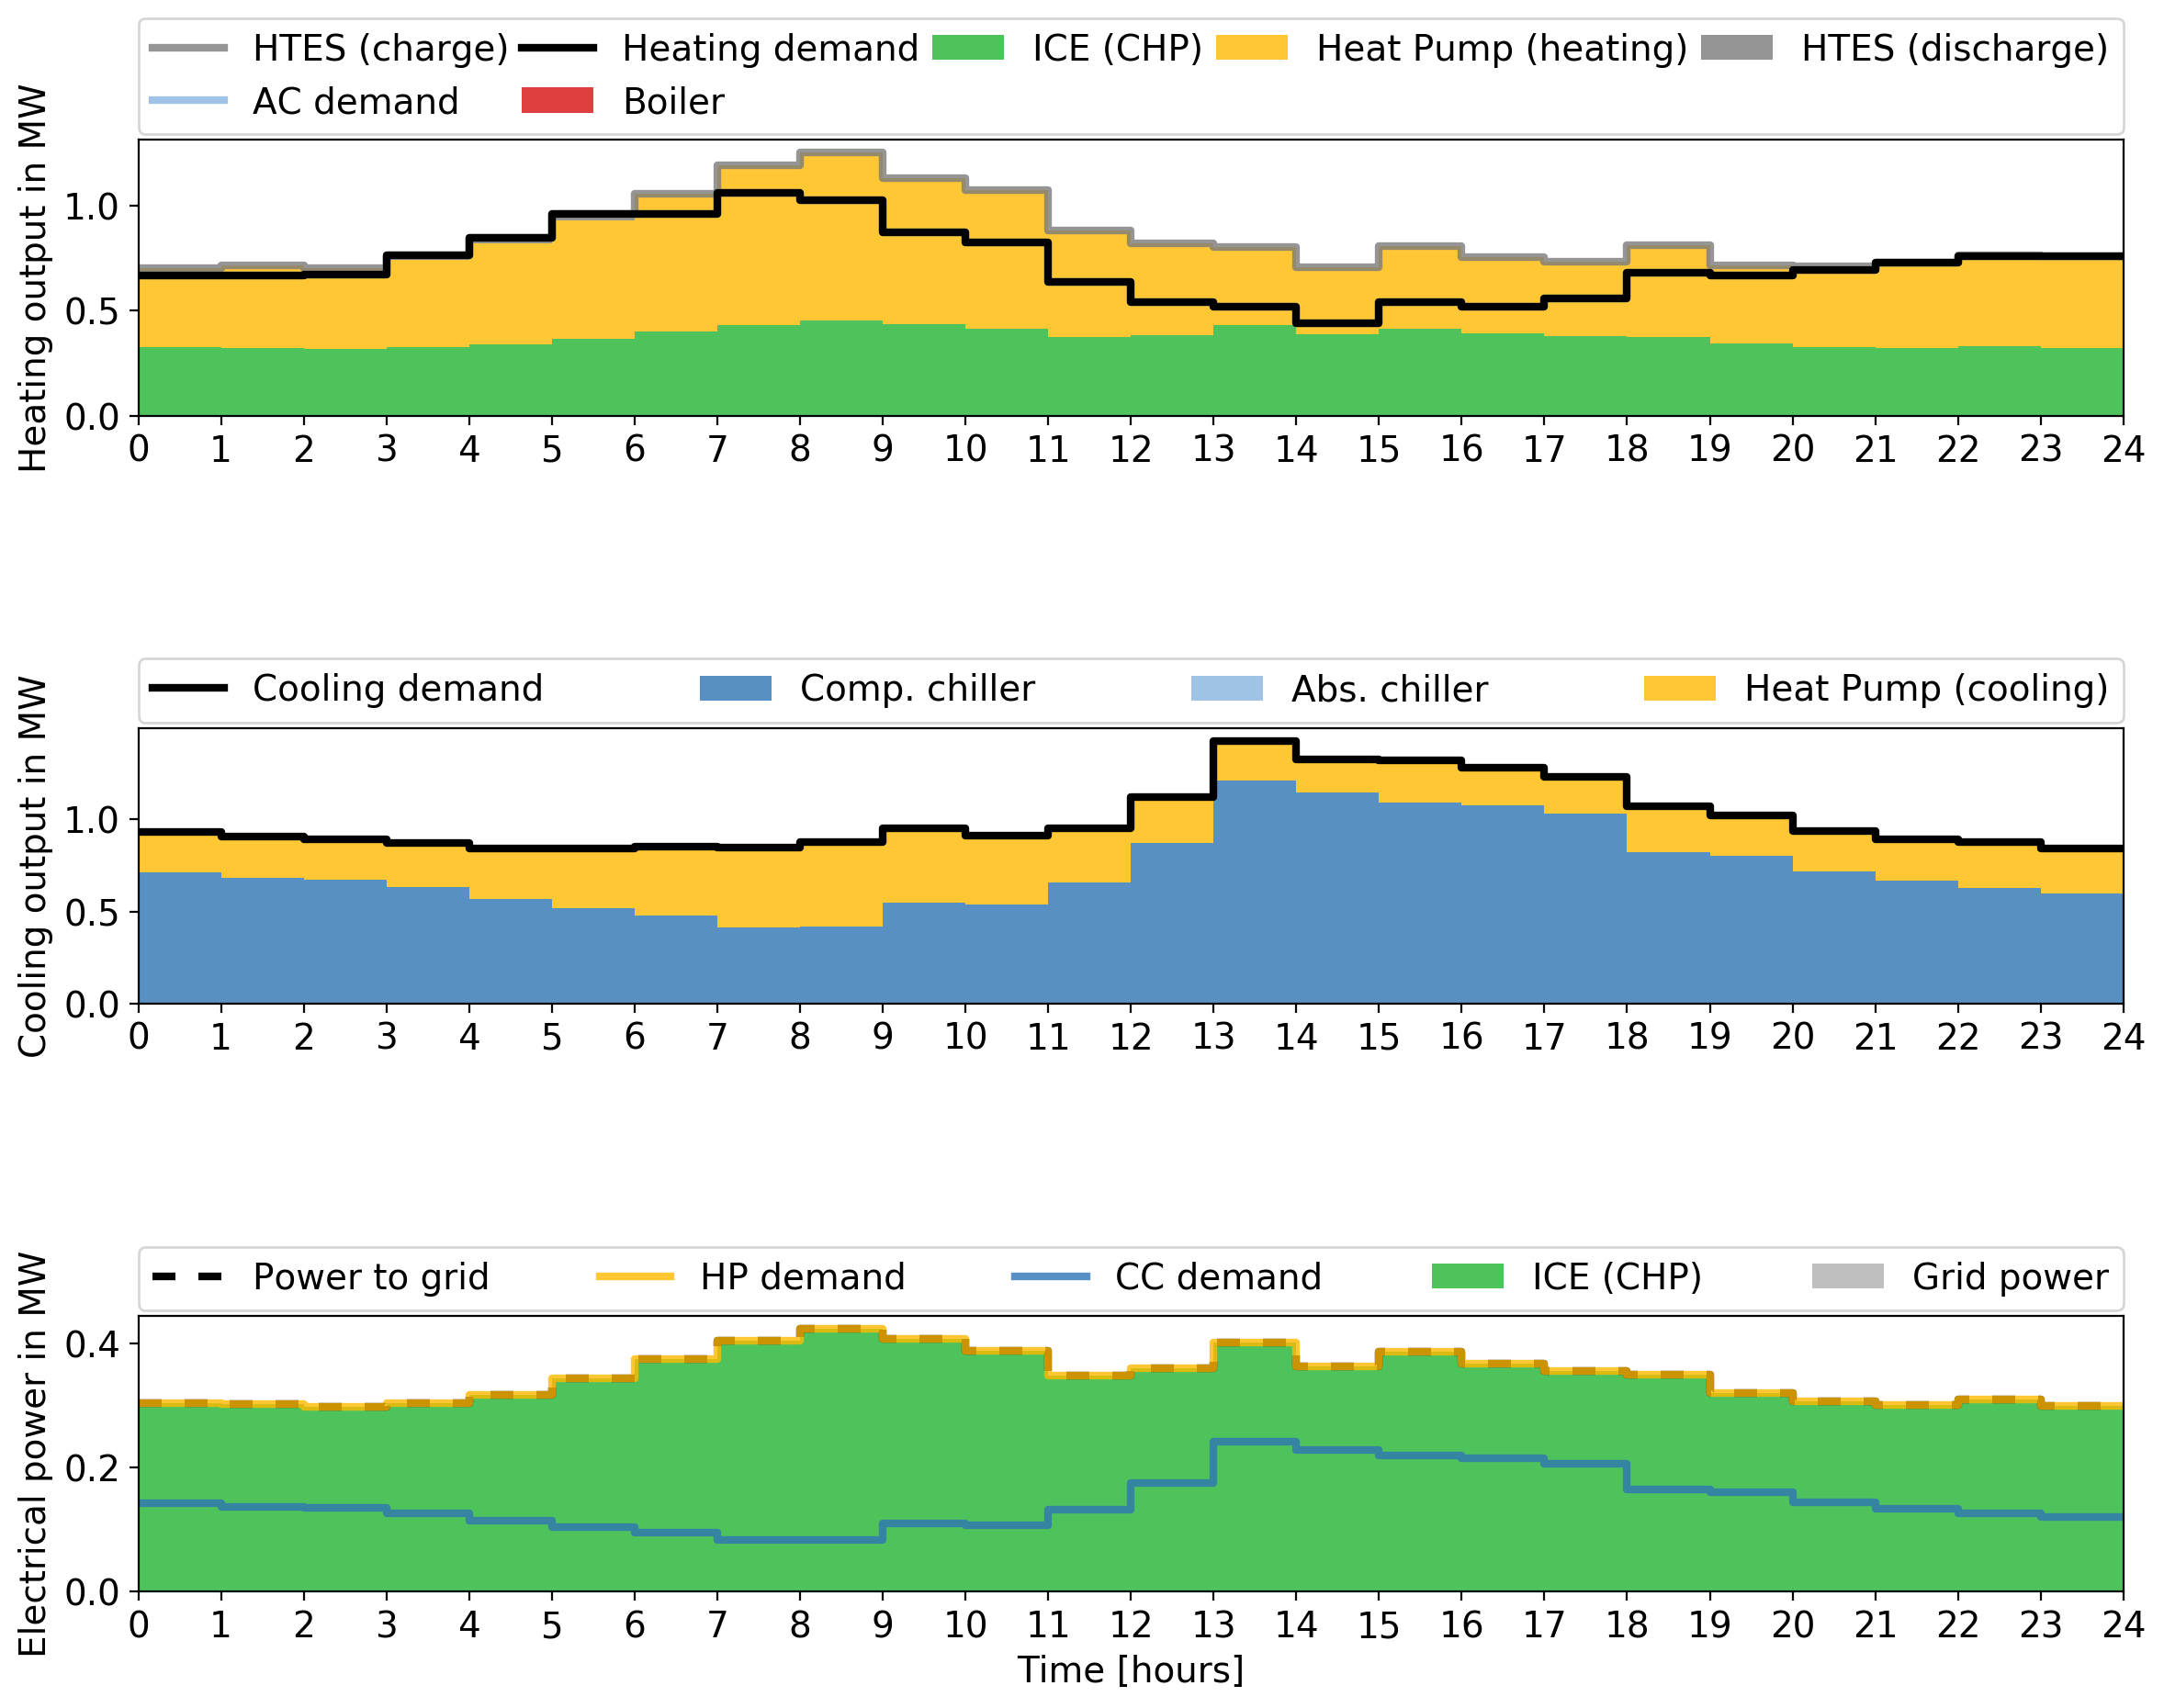 HTES (charge) Heating demand ICE (CHP) Heat Pump (heating) HTES (discharge)
AC demand Boiler
Heating output in MW
1.0
0.5
0.0
0 1 2 3 4 5 6 7 8 9 10 11 12 13 14 15 16 17 18 19 20 21 22 23 24
Cooling demand Comp. chiller Abs. chiller Heat Pump (cooling)
Cooling output in MW
1.0
0.5
0.0
0 1 2 3 4 5 6 7 8 9 10 11 12 13 14 15 16 17 18 19 20 21 22 23 24
Power to grid HP demand CC demand ICE (CHP) Grid power
Electrical power in MW
0.4
0.2
0.0
0 1 2 3 4 5 6 7 8 9 10 11 12 13 14 15 16 17 18 19 20 21 22 23 24
Time [hours]